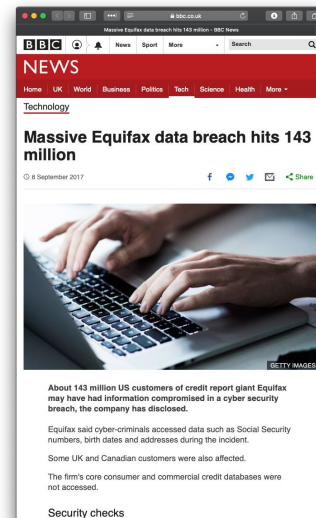 bbc.co.uk
Massive Equifax data breach hits 143 million - BBC News
BBC News Sport More Search
NEWS
Home UK World Business Politics Tech Science Health More
Technology
Massive Equifax data breach hits 143
million
8 September 2017 Share
GETTY IMAGES
About 143 million US customers of credit report giant Equifax
may have had information compromised in a cyber security
breach, the company has disclosed.
Equifax said cyber-criminals accessed data such as Social Security
numbers, birth dates and addresses during the incident.
Some UK and Canadian customers were also affected.
The firm's core consumer and commercial credit databases were
not accessed.
Security checks